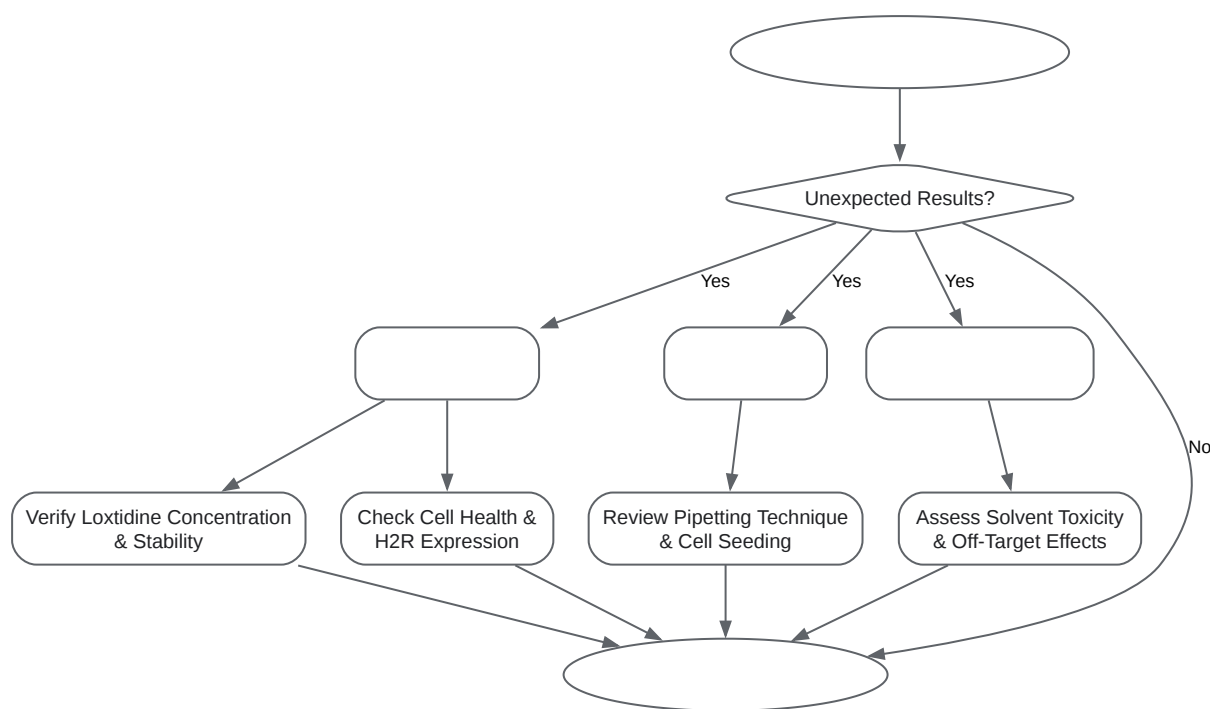 Unexpected Results?
Yes
Yes
Yes
No
Verify Loxtidine Concentration
& Stability
Check Cell Health &
H2R Expression
Review Pipetting Technique
& Cell Seeding
Assess Solvent Toxicity
& Off-Target Effects